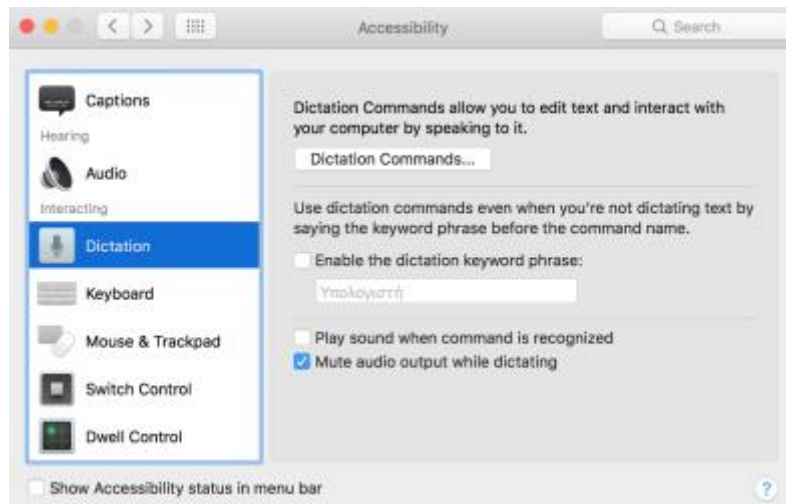 Accessibility
Search
Captions
Hearing
Audio
Interacting
Dictation
Keyboard
Mouse & Trackpad
Switch Control
Dwell Control
Dictation Commands allow you to edit text and interact with
your computer by speaking to it.
Dictation Commands...
Use dictation commands even when you're not dictating text by
saying the keyword phrase before the command name.
Enable the dictation keyword phrase:
Υπολογιστή
Play sound when command is recognized
Mute audio output while dictating
Show Accessibility status in menu bar
?